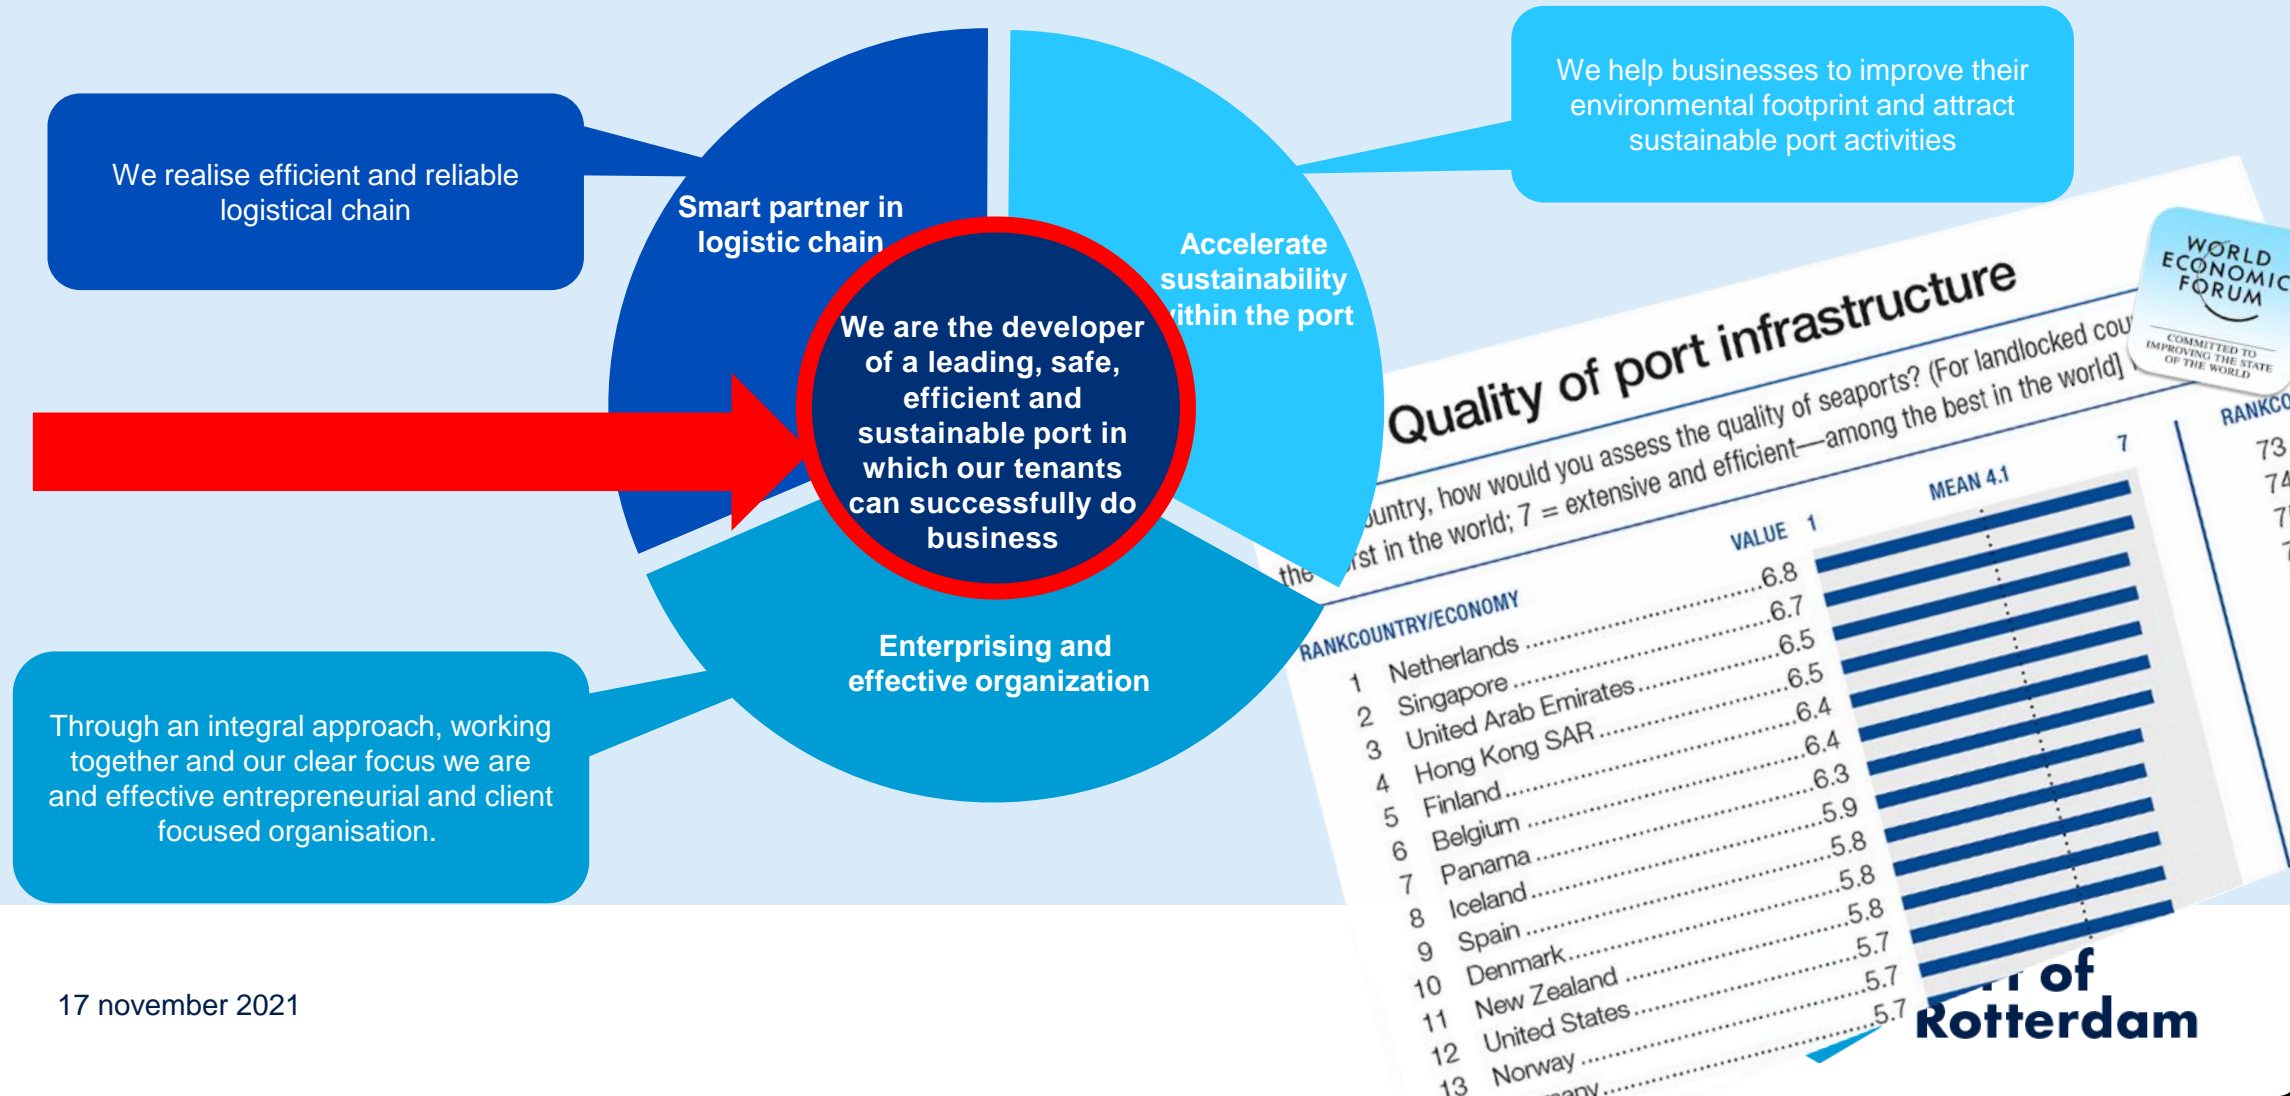 We realise efficient and reliable
logistical chain
Smart partner in
logistic chain
Accelerate
sustainability
within the port
We help businesses to improve their
environmental footprint and attract
sustainable port activities
We are the developer
of a leading, safe,
efficient and
sustainable port in
which our tenants
can successfully do
business
Enterprising and
effective organization
Through an integral approach, working
together and our clear focus we are
and effective entrepreneurial and client
focused organisation.
17 november 2021
Quality of port infrastructure
how would you assess the quality of seaports? (For landlocked
in the world; 7 = extensive and efficient—among the best in the world]
VALUE 1 MEAN 4.1 7
RANK COUNTRY/ECONOMY
1 Netherlands 6.8
2 Singapore 6.7
3 United Arab Emirates 6.5
4 Hong Kong SAR 6.5
5 Finland 6.4
6 Belgium 6.4
7 Panama 6.3
8 Iceland 5.9
9 Spain 5.8
10 Denmark 5.8
11 New Zealand 5.8
12 United States 5.7
13 Norway 5.7
5.7
RANK
73
74
WORLD
ECONOMIC
FORUM
COMMITTED TO
IMPROVING THE STATE
OF THE WORLD
of
Rotterdam